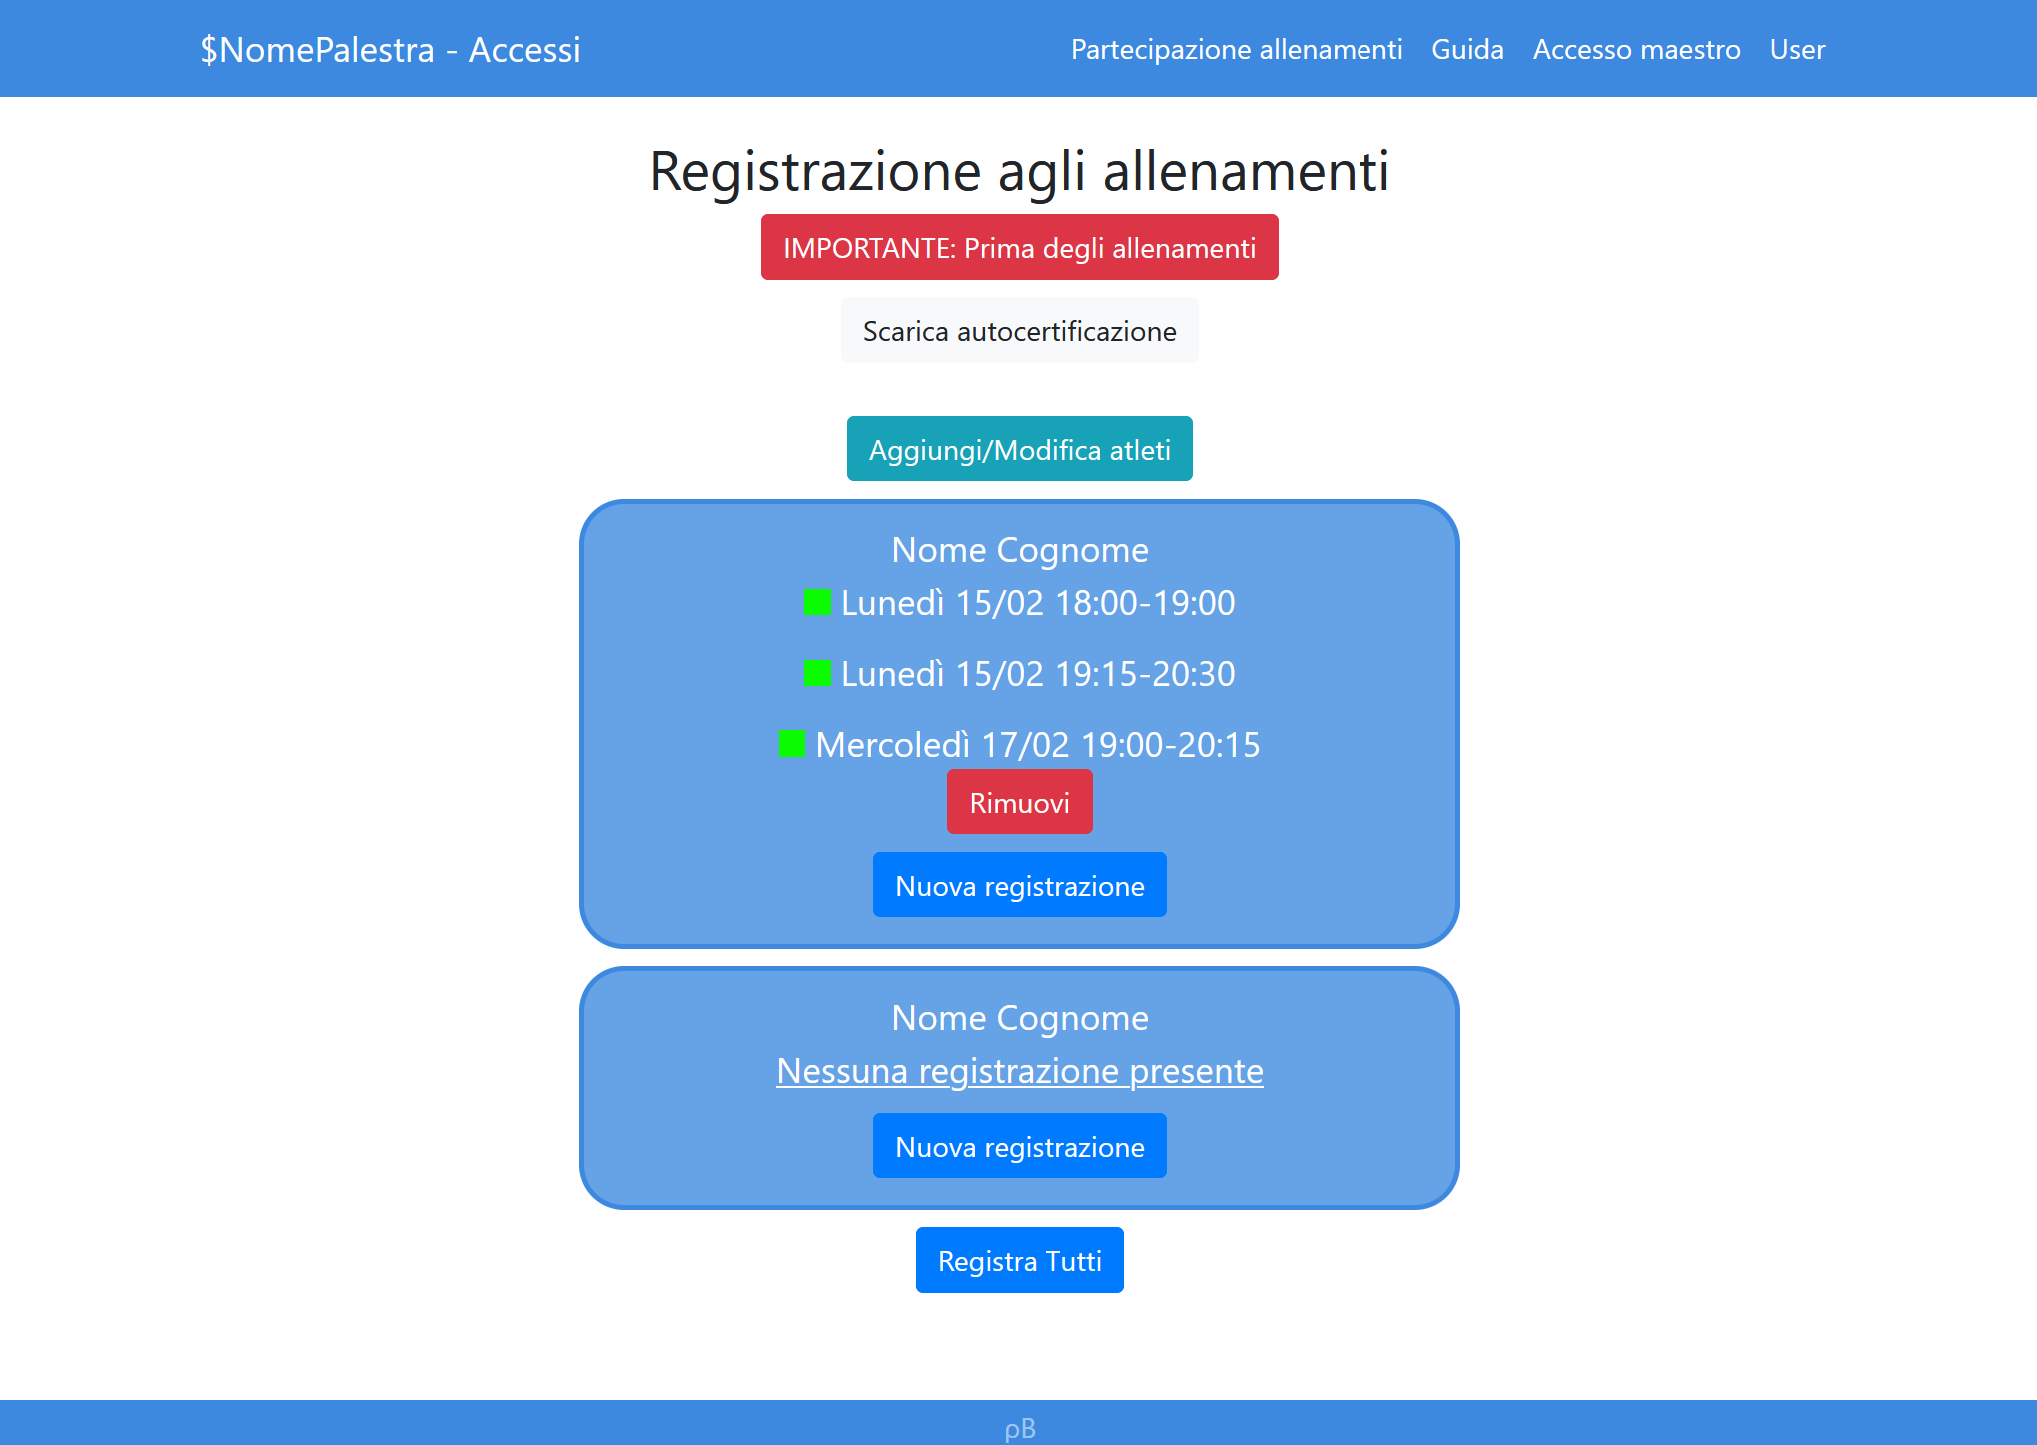 $NomePalestra - Accessi
Partecipazione allenamenti Guida Accesso maestro User
Registrazione agli allenamenti
IMPORTANTE: Prima degli allenamenti
Scarica autocertificazione
Aggiungi/Modifica atleti
Nome Cognome
Lunedì 15/02 18:00-19:00
Lunedì 15/02 19:15-20:30
Mercoledì 17/02 19:00-20:15
Rimuovi
Nuova registrazione
Nome Cognome
Nessuna registrazione presente
Nuova registrazione
Registra Tutti
pB